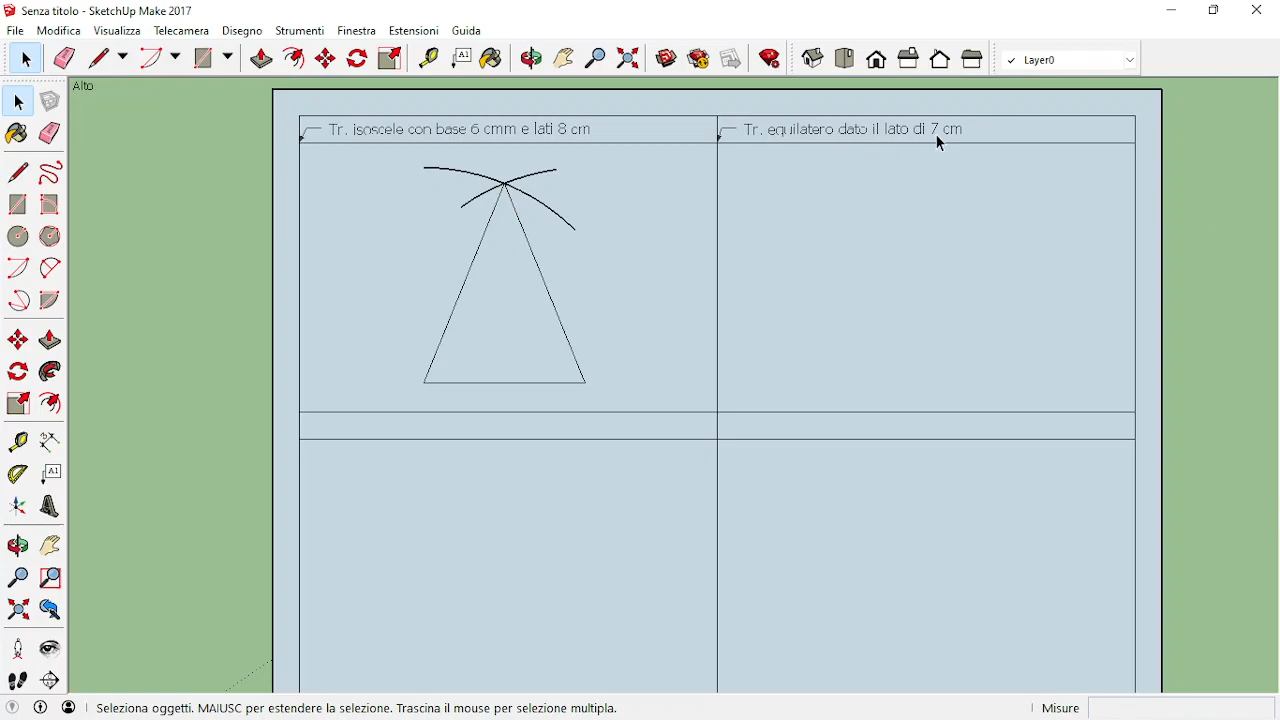 Senza titolo - SketchUp Make 2017
File Modifica Visualizza Telecamera Disegno Strumenti Finestra Estensioni Guida
A1
Layer0
Alto
Tr. isoscele con base 6 cmm e lati 8 cm
Tr. equilatero dato il lato di 7 cm
A1
Seleziona oggetti. MAIUSC per estendere la selezione. Trascina il mouse per selezione multipla.
Misure